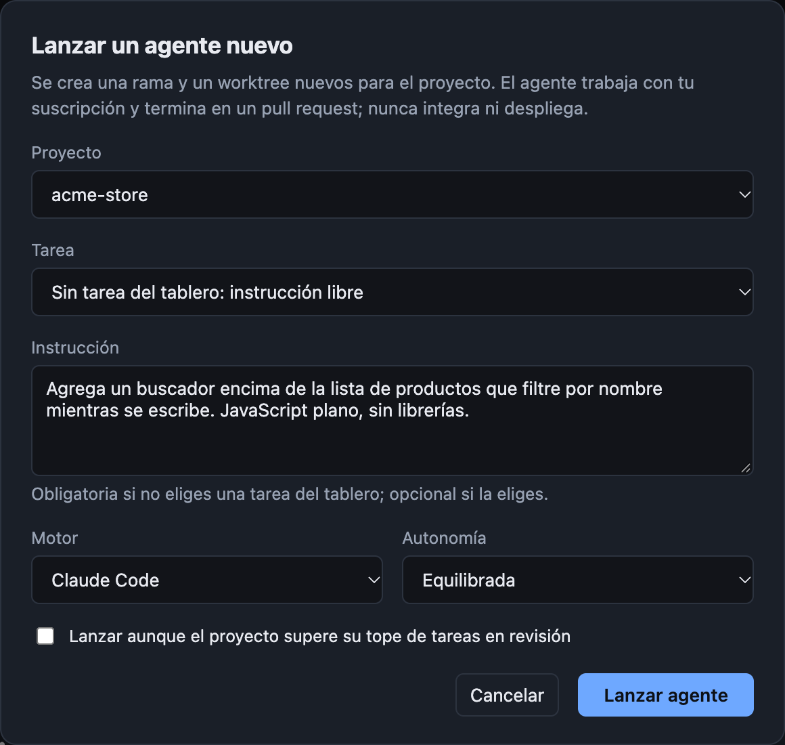 Lanzar un agente nuevo
Se crea una rama y un worktree nuevos para el proyecto. El agente trabaja con tu
suscripción y termina en un pull request; nunca integra ni despliega.
Proyecto
acme-store
Tarea
Sin tarea del tablero: instrucción libre
Instrucción
Agrega un buscador encima de la lista de productos que filtre por nombre
mientras se escribe. JavaScript plano, sin librerías.
Obligatoria si no eliges una tarea del tablero; opcional si la eliges.
Motor
Autonomía
Claude Code
Equilibrada
Lanzar aunque el proyecto supere su tope de tareas en revisión
Cancelar
Lanzar agente